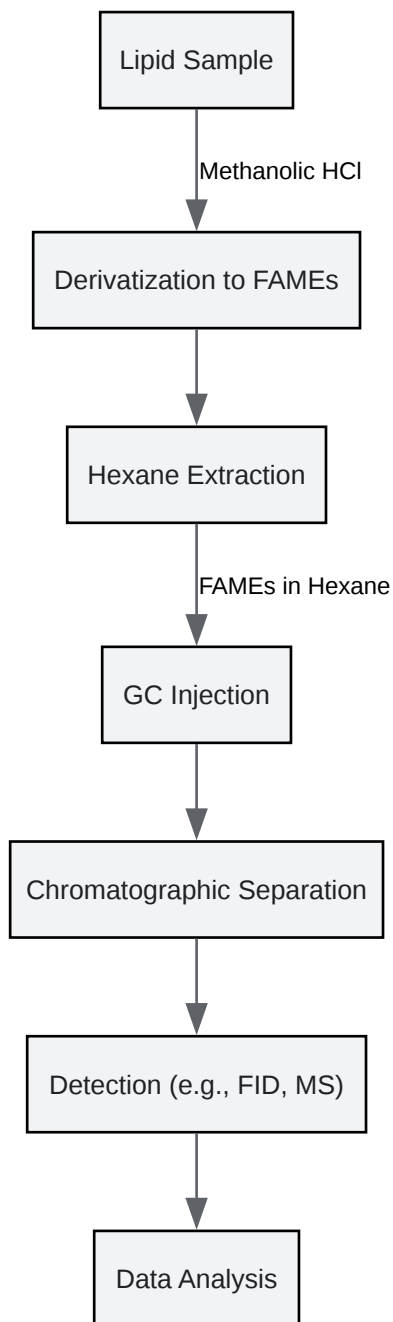 Lipid Sample
Methanolic HCl
Derivatization to FAMEs
Hexane Extraction
FAMEs in Hexane
GC Injection
Chromatographic Separation
Detection (e.g., FID, MS)
Data Analysis